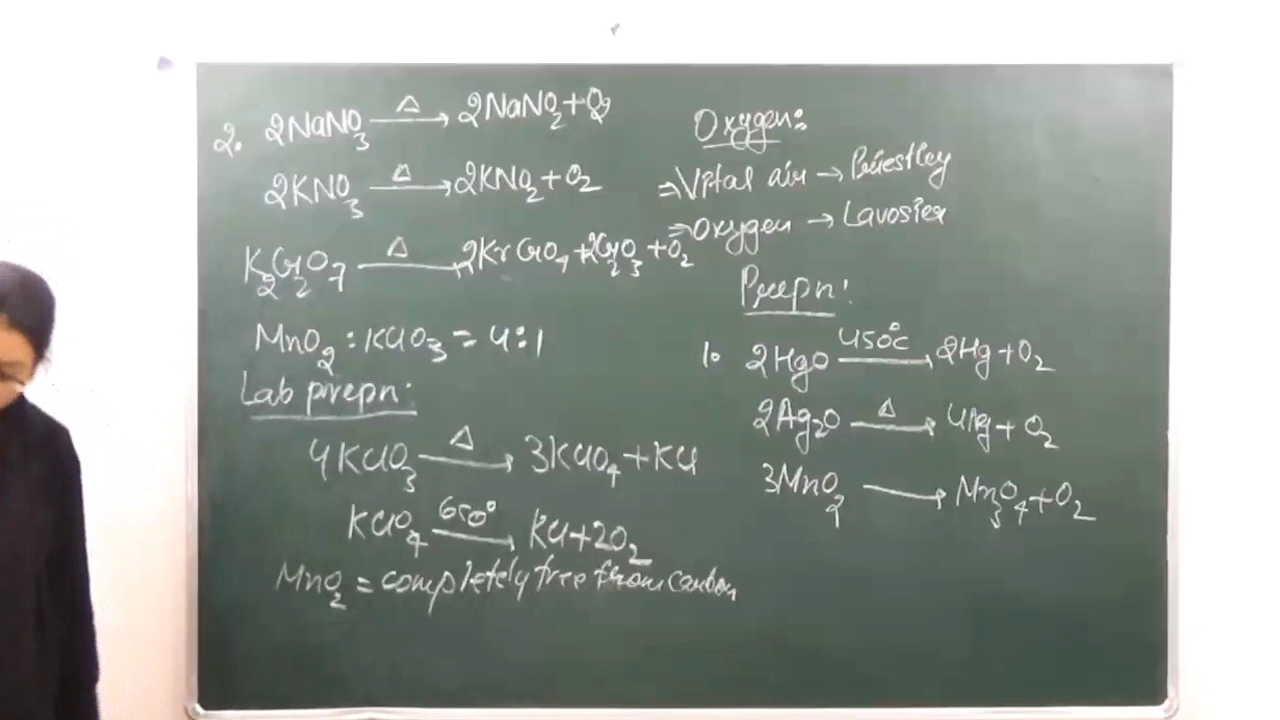 2. 2NaNO₃ —Δ→ 2NaNO₂ + O₂
2KNO₃ —Δ→ 2KNO₂ + O₂
K₂Cr₂O₇ —Δ→ 2KrCrO₄ + 2Cr₂O₃ + O₂
MnO₂ : KClO₃ = 4:1
Lab prepn:
4KClO₃ —Δ→ 3KClO₄ + KCl
KClO₄ —650°→ KCl + 2O₂
MnO₂ = completely free from carbon
Oxygen:
⇒ Vital air → Priestley
⇒ Oxygen → Lavosier
Prepn:
1. 2HgO —450°C→ 2Hg + O₂
2Ag₂O —Δ→ 4Ag + O₂
3MnO₂ ⟶ Mn₃O₄ + O₂